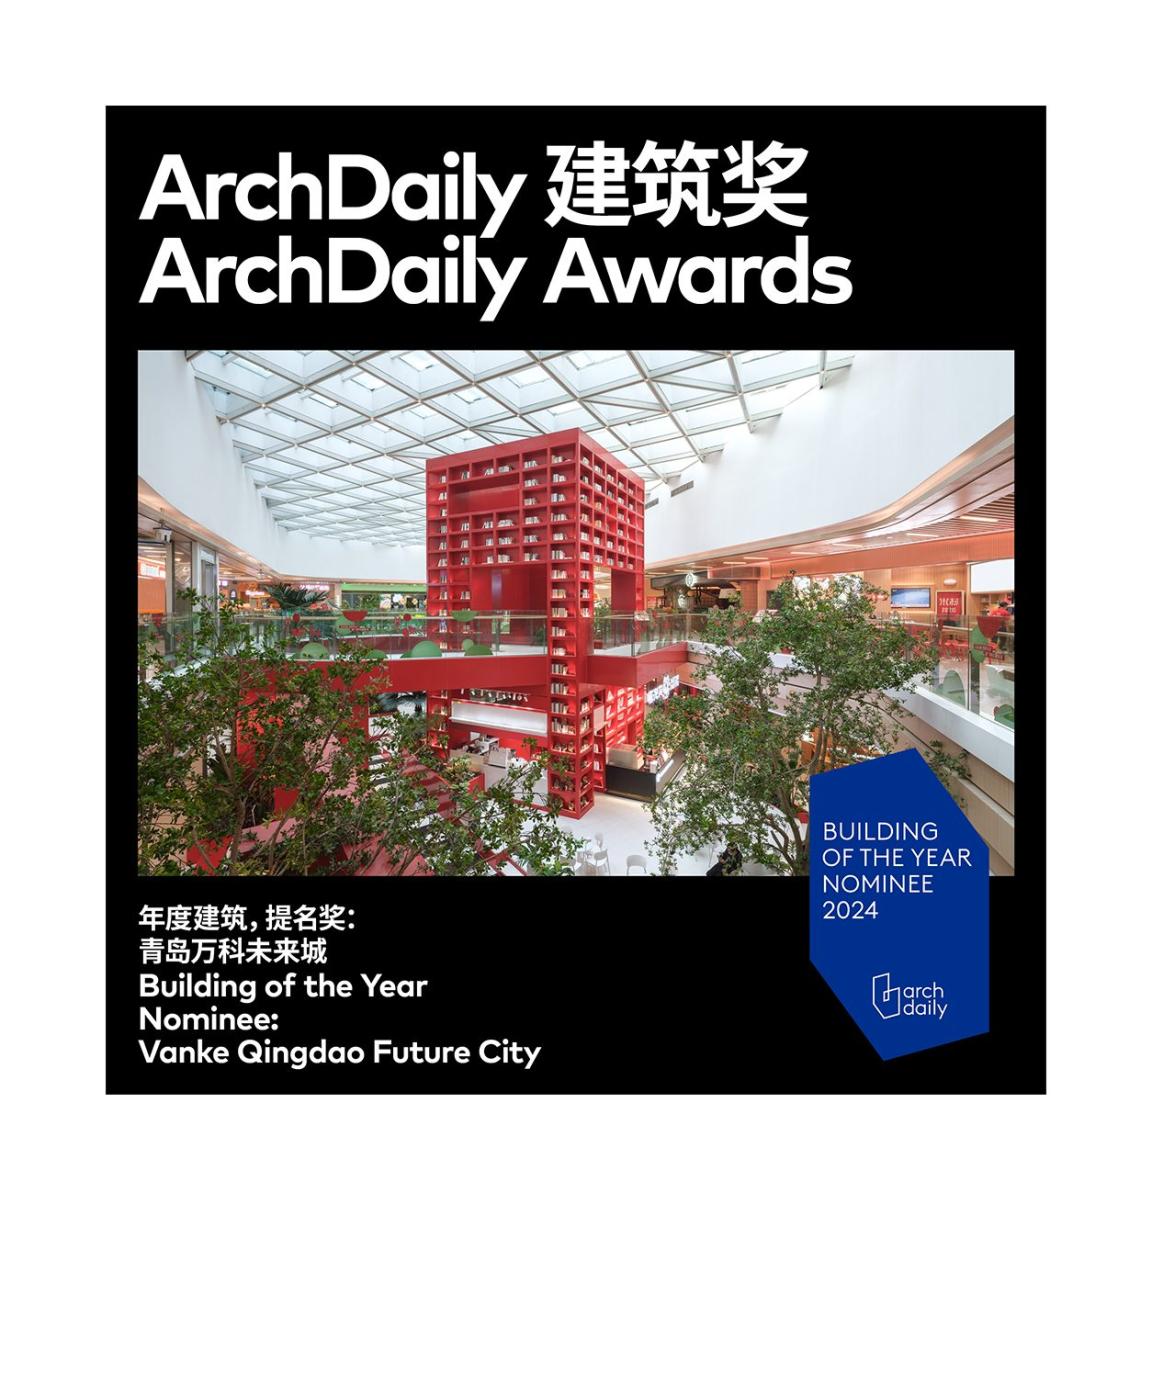 ArchDaily 建筑奖
ArchDaily Awards
BUILDING
OF THE YEAR
NOMINEE
2024
arch
daily
年度建筑，提名奖：
青岛万科未来城
Building of the Year
Nominee:
Vanke Qingdao Future City